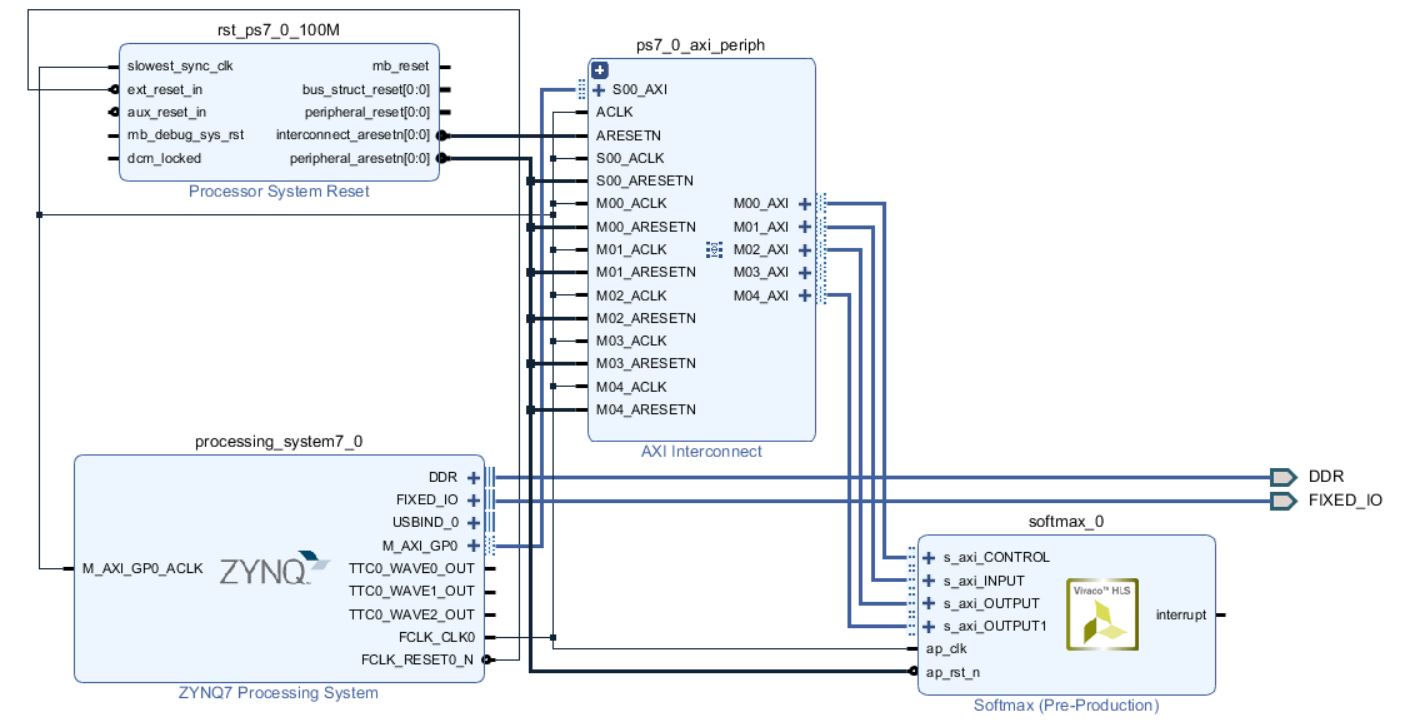 rst_ps7_0_100M
slowest_sync_clk
ext_reset_in
aux_reset_in
mb_debug_sys_rst
dcm_locked
mb_reset
bus_struct_reset[0:0]
peripheral_reset[0:0]
interconnect_aresetn[0:0]
peripheral_aresetn[0:0]
Processor System Reset
ps7_0_axi_periph
S00_AXI
ACLK
ARESETN
S00_ACLK
S00_ARESETN
M00_ACLK
M00_ARESETN
M01_ACLK
M01_ARESETN
M02_ACLK
M02_ARESETN
M03_ACLK
M03_ARESETN
M04_ACLK
M04_ARESETN
M00_AXI
M01_AXI
M02_AXI
M03_AXI
M04_AXI
AXI Interconnect
processing_system7_0
M_AXI_GP0_ACLK
ZYNQ
DDR
FIXED_IO
USBIND_0
M_AXI_GP0
TTC0_WAVE0_OUT
TTC0_WAVE1_OUT
TTC0_WAVE2_OUT
FCLK_CLK0
FCLK_RESET0_N
ZYNQ7 Processing System
DDR
FIXED_IO
softmax_0
s_axi_CONTROL
s_axi_INPUT
s_axi_OUTPUT
s_axi_OUTPUT1
ap_clk
ap_rst_n
Vivado™ HLS
interrupt
Softmax (Pre-Production)